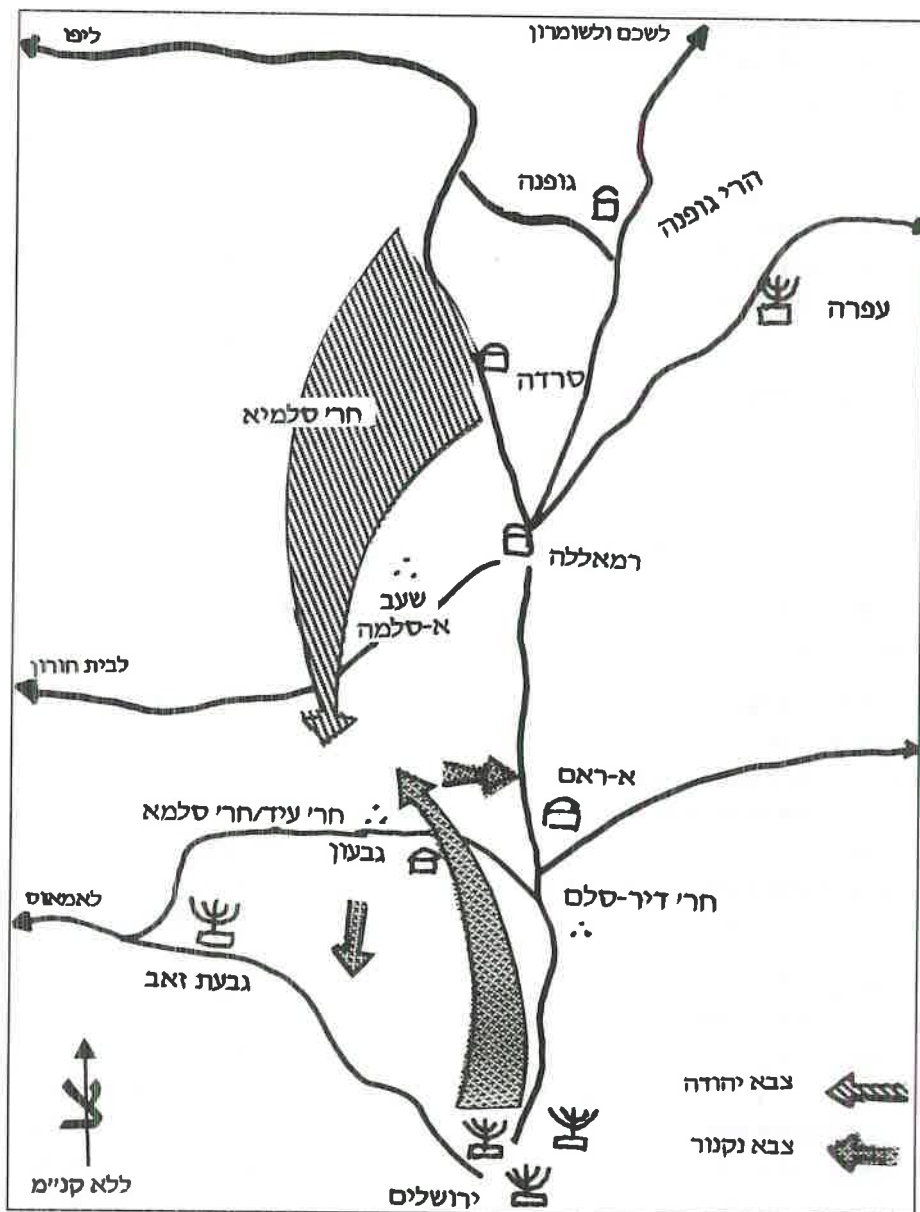 ליפו
לשכם ולשומרון
גופנה
הרי גופנה
עפרה
סרדה
חר׳ סלמיא
רמאללה
שעב
א-סלמה
לבית חורון
א-ראם
חר׳ עיד/חר׳ סלמא
גבעון
חר׳ דיר-סלם
לאמאוס
גבעת זאב
צבא יהודה
צבא נקנור
ירושלים
ללא קנ״מ